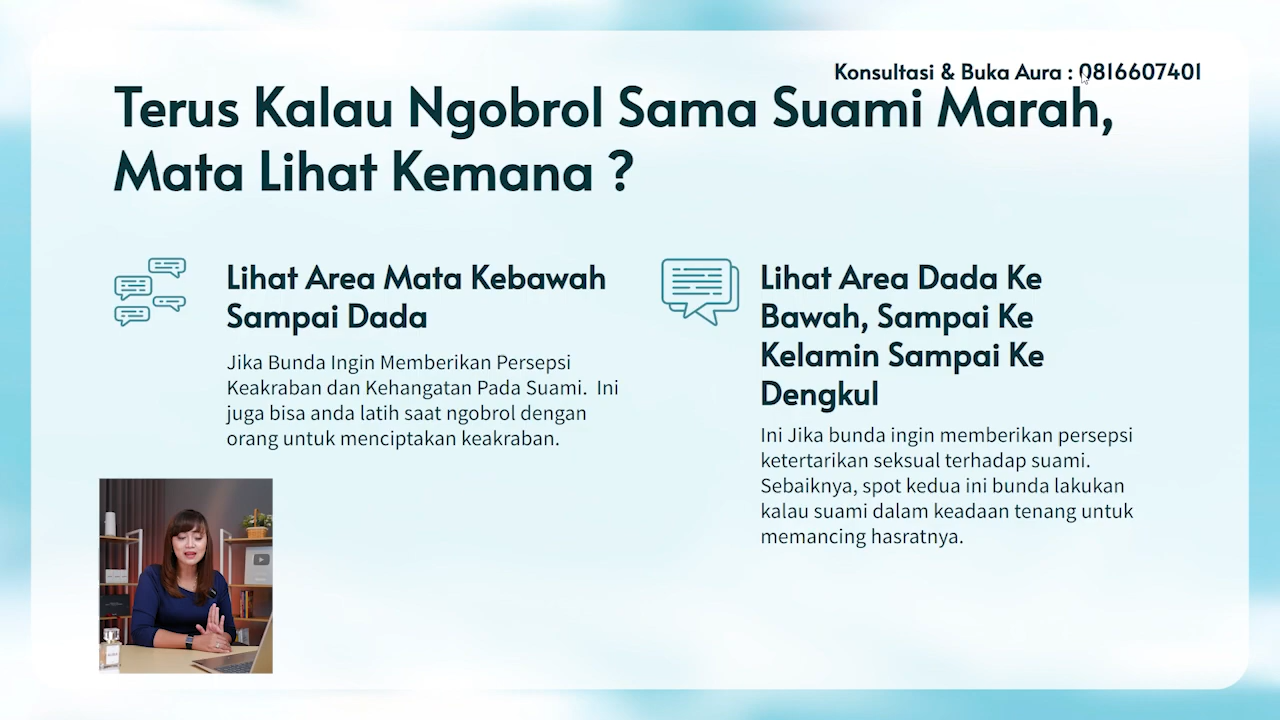 Konsultasi & Buka Aura : 0816607401
Terus Kalau Ngobrol Sama Suami Marah,
Mata Lihat Kemana ?
Lihat Area Mata Kebawah
Sampai Dada
Jika Bunda Ingin Memberikan Persepsi
Keakraban dan Kehangatan Pada Suami.  Ini
juga bisa anda latih saat ngobrol dengan
orang untuk menciptakan keakraban.
Lihat Area Dada Ke
Bawah, Sampai Ke
Kelamin Sampai Ke
Dengkul
Ini Jika bunda ingin memberikan persepsi
ketertarikan seksual terhadap suami.
Sebaiknya, spot kedua ini bunda lakukan
kalau suami dalam keadaan tenang untuk
memancing hasratnya.